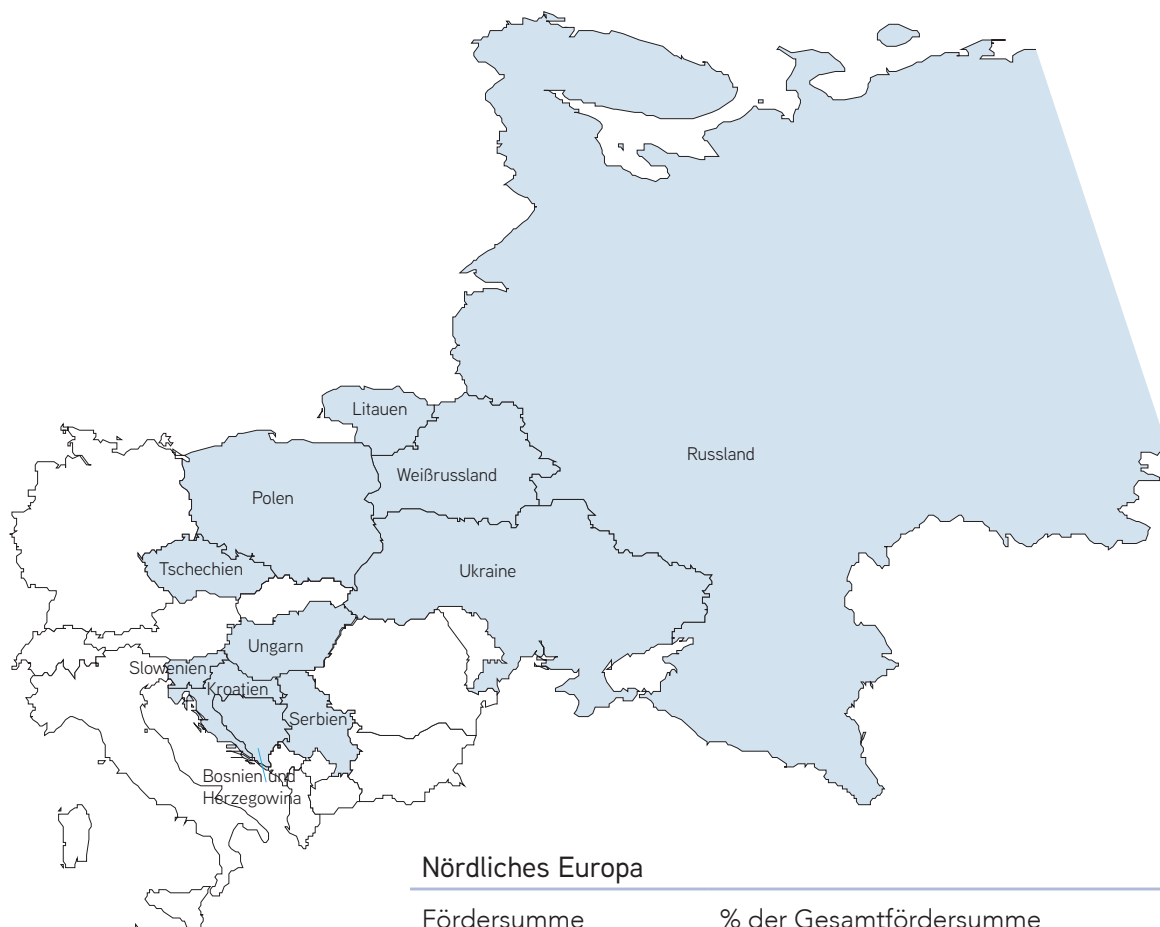 Litauen
Russland
Weißrussland
Polen
Tschechien
Ukraine
Ungarn
Slowenien
Kroatien
Serbien
Bosnien und
Herzegowina
Nördliches Europa
Fördersumme % der Gesamtfördersumme